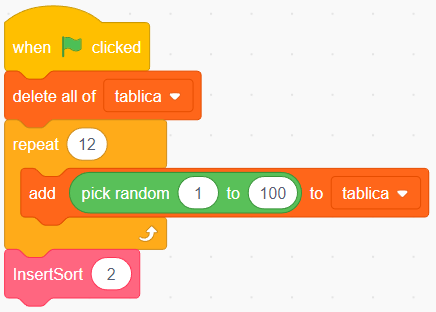 when clicked
delete all of tablica
repeat 12
add pick random 1 to 100 to tablica
InsertSort 2